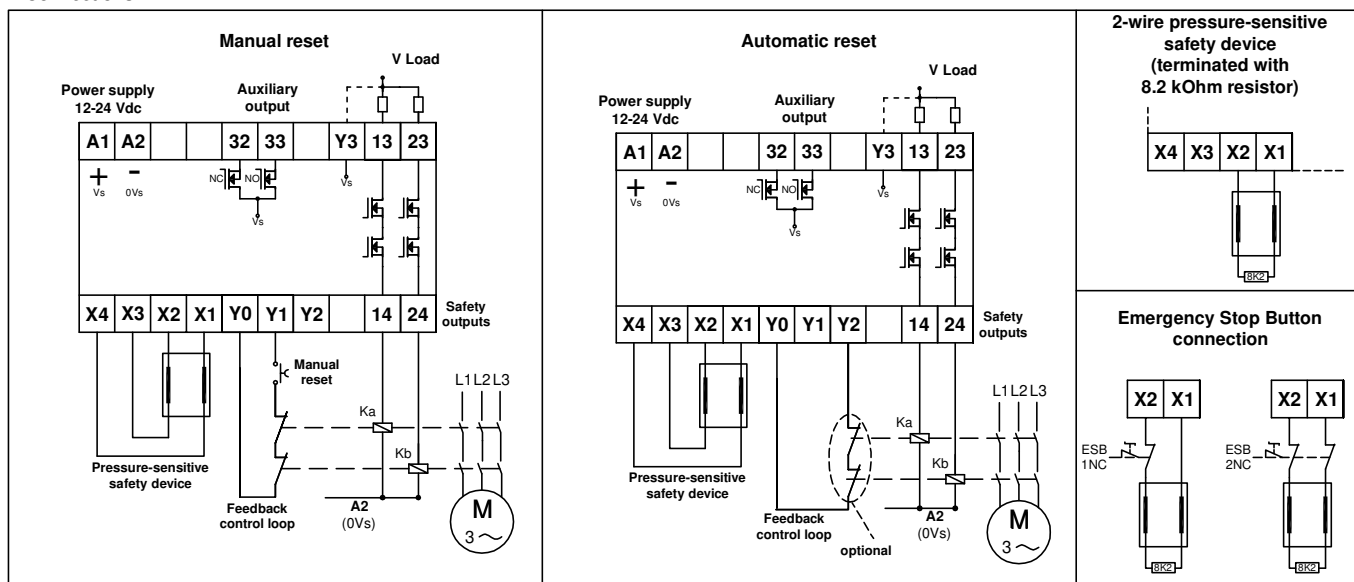 Manual reset
V Load
Power supply
12-24 Vdc
Auxiliary
output
A1 A2 32 33 Y3 13 23
+ - NC NO Vs
Vs 0Vs
Vs
X4 X3 X2 X1 Y0 Y1 Y2 14 24
Safety
outputs
Manual
reset
L1 L2 L3
Ka
Kb
Pressure-sensitive
safety device
A2
(0Vs)
Feedback
control loop
M
3 ~
Automatic reset
V Load
Power supply
12-24 Vdc
Auxiliary
output
A1 A2 32 33 Y3 13 23
+ - NC NO Vs
Vs 0Vs
Vs
X4 X3 X2 X1 Y0 Y1 Y2 14 24
Safety
outputs
L1 L2 L3
Ka
Kb
Pressure-sensitive
safety device
A2
(0Vs)
Feedback
control loop
optional
M
3 ~
2-wire pressure-sensitive
safety device
(terminated with
8.2 kOhm resistor)
X4 X3 X2 X1
8K2
Emergency Stop Button
connection
X2 X1 X2 X1
ESB
1NC
ESB
2NC
8K2 8K2